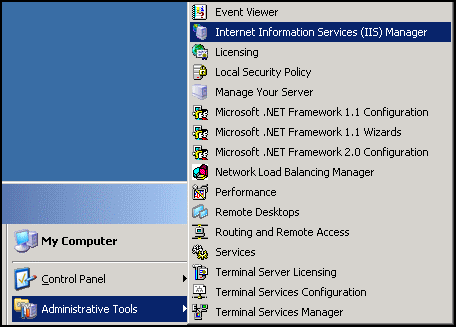 Event Viewer
Internet Information Services (IIS) Manager
Licensing
Local Security Policy
Manage Your Server
Microsoft .NET Framework 1.1 Configuration
Microsoft .NET Framework 1.1 Wizards
Microsoft .NET Framework 2.0 Configuration
Network Load Balancing Manager
Performance
Remote Desktops
Routing and Remote Access
Services
Terminal Server Licensing
Terminal Services Configuration
Terminal Services Manager
My Computer
Control Panel
Administrative Tools